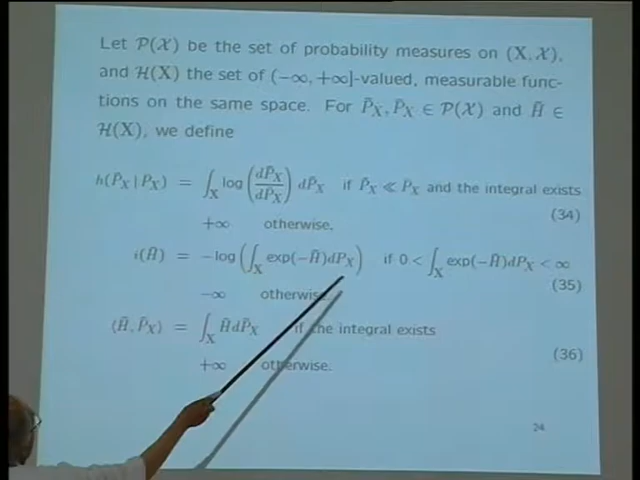 Let P(X) be the set of probability measures on (X, X),
and H(X) the set of (−∞, +∞]-valued, measurable func-
tions on the same space. For P̃_X, P_X ∈ P(X) and H̃ ∈
H(X), we define
h(P̃_X | P_X) = ∫_X log(dP̃_X/dP_X) dP̃_X if P̃_X ≪ P_X and the integral exists
(34)
+∞ otherwise,
i(H̃) = −log(∫_X exp(−H̃)dP_X) if 0 < ∫_X exp(−H̃)dP_X < ∞
(35)
−∞ otherwise
⟨H̃, P̃_X⟩ = ∫_X H̃dP̃_X if the integral exists
(36)
+∞ otherwise.
24